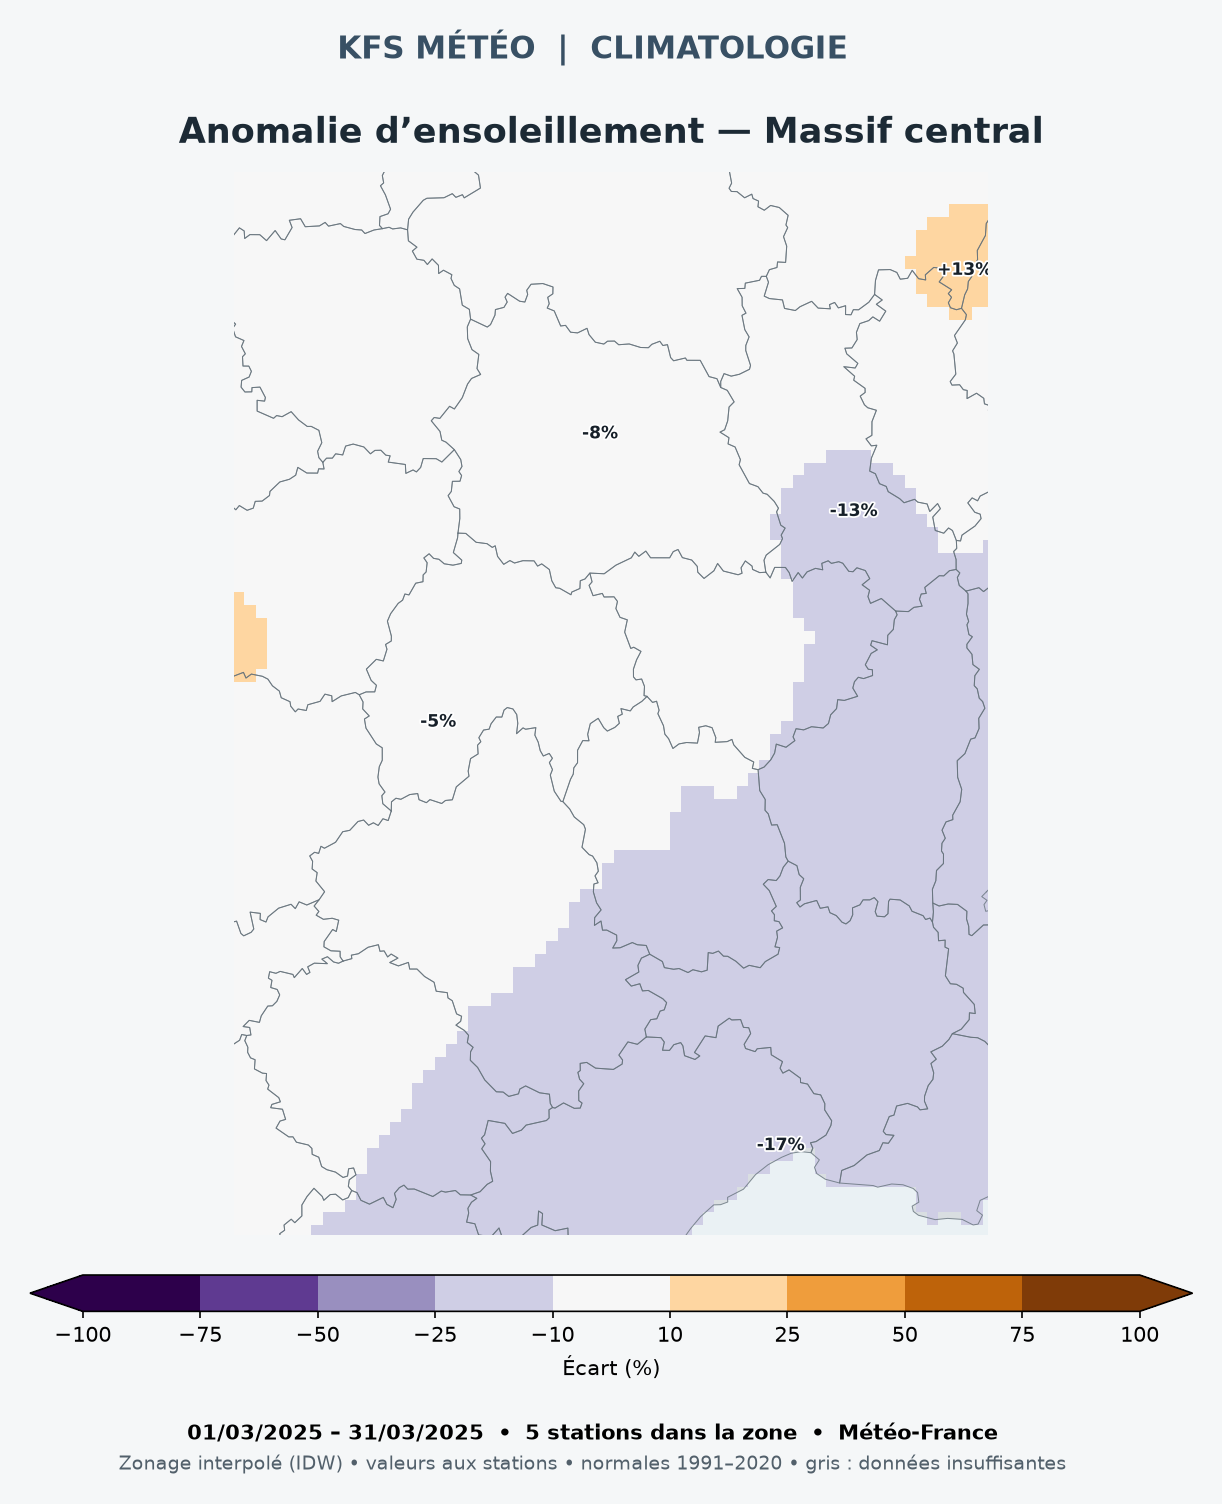 KFS MÉTÉO | CLIMATOLOGIE
Anomalie d’ensoleillement — Massif central
+13%
-8%
-13%
-5%
-17%
−100 −75 −50 −25 −10 10 25 50 75 100
Écart (%)
01/03/2025 – 31/03/2025 • 5 stations dans la zone • Météo-France
Zonage interpolé (IDW) • valeurs aux stations • normales 1991–2020 • gris : données insuffisantes